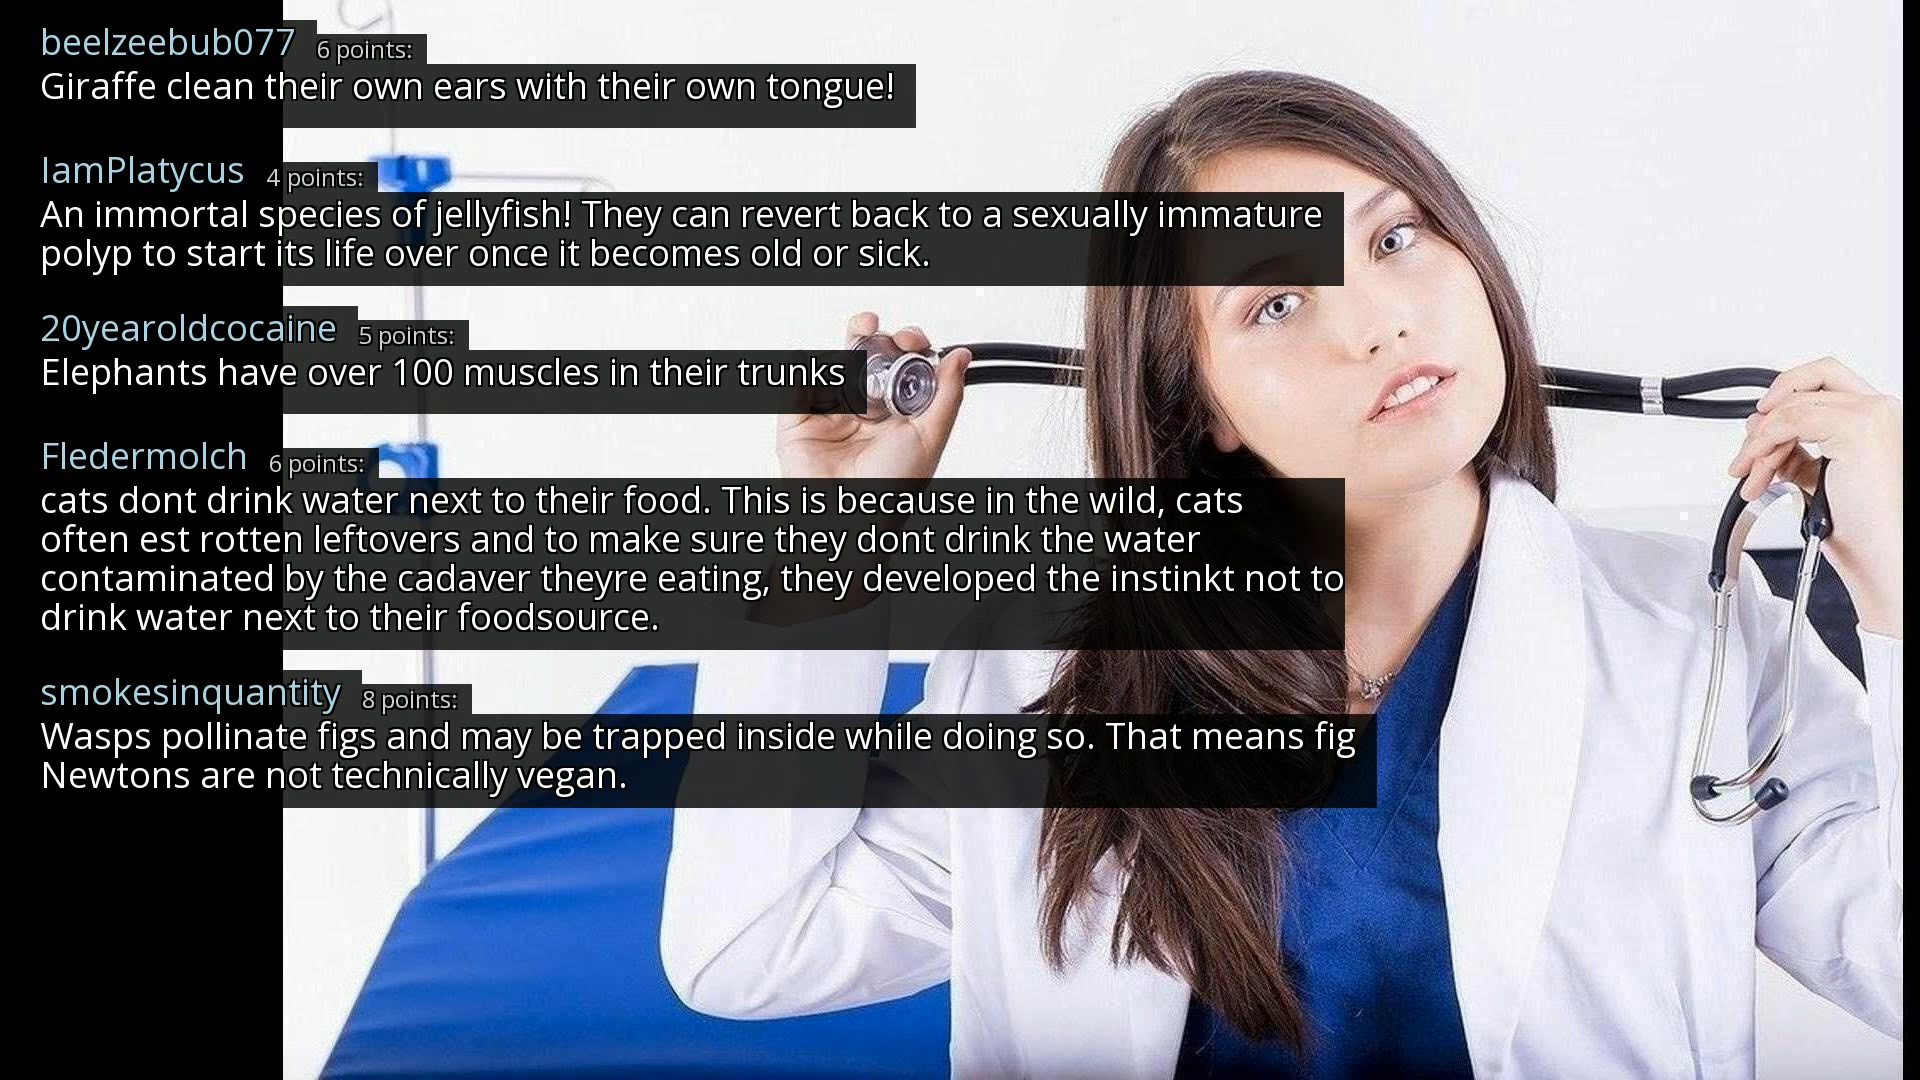 beelzeebub077 6 points:
Giraffe clean their own ears with their own tongue!
IamPlatycus 4 points:
An immortal species of jellyfish! They can revert back to a sexually immature
polyp to start its life over once it becomes old or sick.
20yearoldcocaine 5 points:
Elephants have over 100 muscles in their trunks
Fledermolch 6 points:
cats dont drink water next to their food. This is because in the wild, cats
often est rotten leftovers and to make sure they dont drink the water
contaminated by the cadaver theyre eating, they developed the instinkt not to
drink water next to their foodsource.
smokesinquantity 8 points:
Wasps pollinate figs and may be trapped inside while doing so. That means fig
Newtons are not technically vegan.